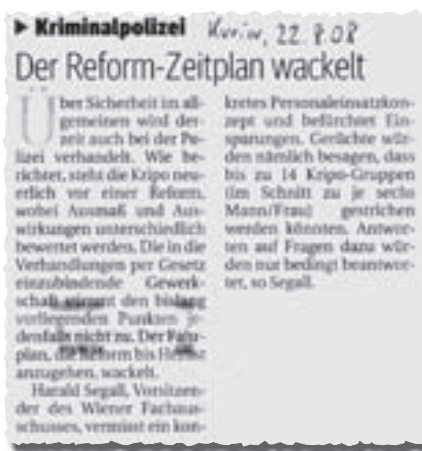 ▶ Kriminalpolizei Kurier, 22.8.08
Der Reform-Zeitplan wackelt
Über Sicherheit im all-
gemeinen wird der-
zeit auch bei der Po-
lizei verhandelt. Wie be-
richtet, steht die Kripo neu-
erlich vor einer Reform,
wobei Ausmaß und Aus-
wirkungen unterschiedlich
bewertet werden. Die in die
Verhandlungen per Gesetz
einzubindende Gewerk-
schaft stimmt den bislang
vorliegenden Punkten je-
denfalls nicht zu. Der Fahr-
plan, die Reform bis Herbst
anzugehen, wackelt.
Harald Segall, Vorsitzen-
der des Wiener Fachaus-
schusses, vermisst ein kon-
kretes Personaleinsatzkon-
zept und befürchtet Ein-
sparungen. Gerüchte wür-
den nämlich besagen, dass
bis zu 14 Kripo-Gruppen
(im Schnitt zu je sechs
Mann/Frau) gestrichen
werden könnten. Antwor-
ten auf Fragen dazu wür-
den nur bedingt beantwor-
tet, so Segall.